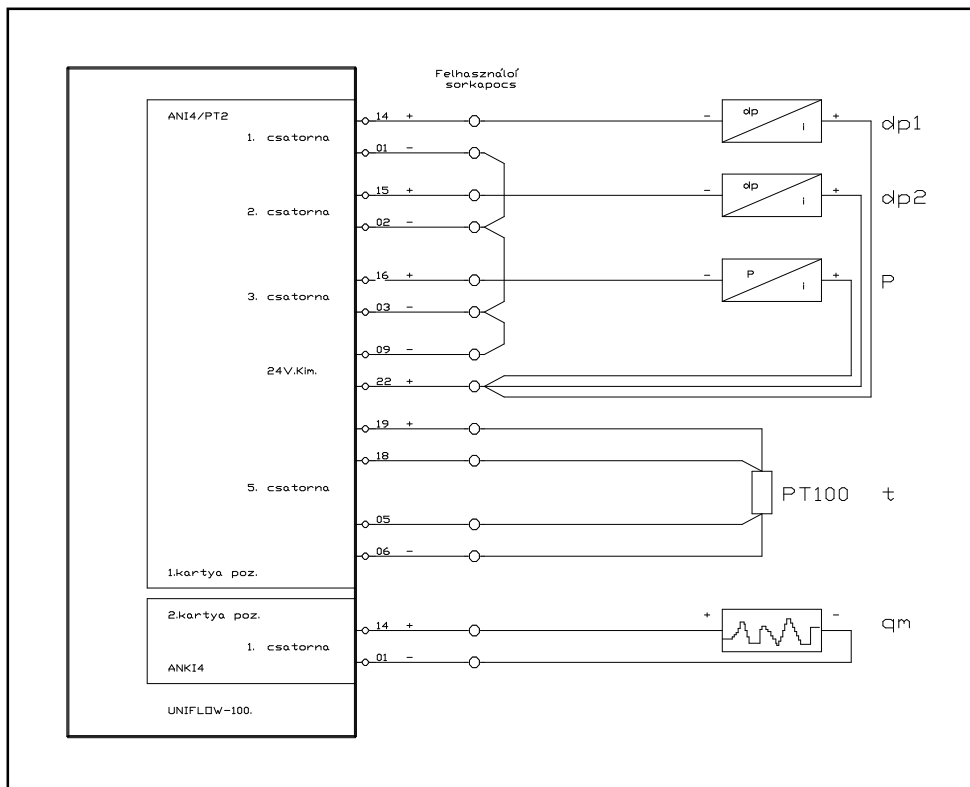 Felhasználói
sorkapocs
ANI4/PT2
1. csatorna
14 +
- dp i +
dp1
01 -
2. csatorna
15 +
- dp i +
dp2
02 -
3. csatorna
16 +
- P i +
P
03 -
09 -
24V.Kim.
22 +
19 +
18
5. csatorna
PT100 t
05
06 -
1.kartya poz.
2.kartya poz.
1. csatorna
14 +
+ -
qm
01 -
ANKI4
UNIFLOW-100.